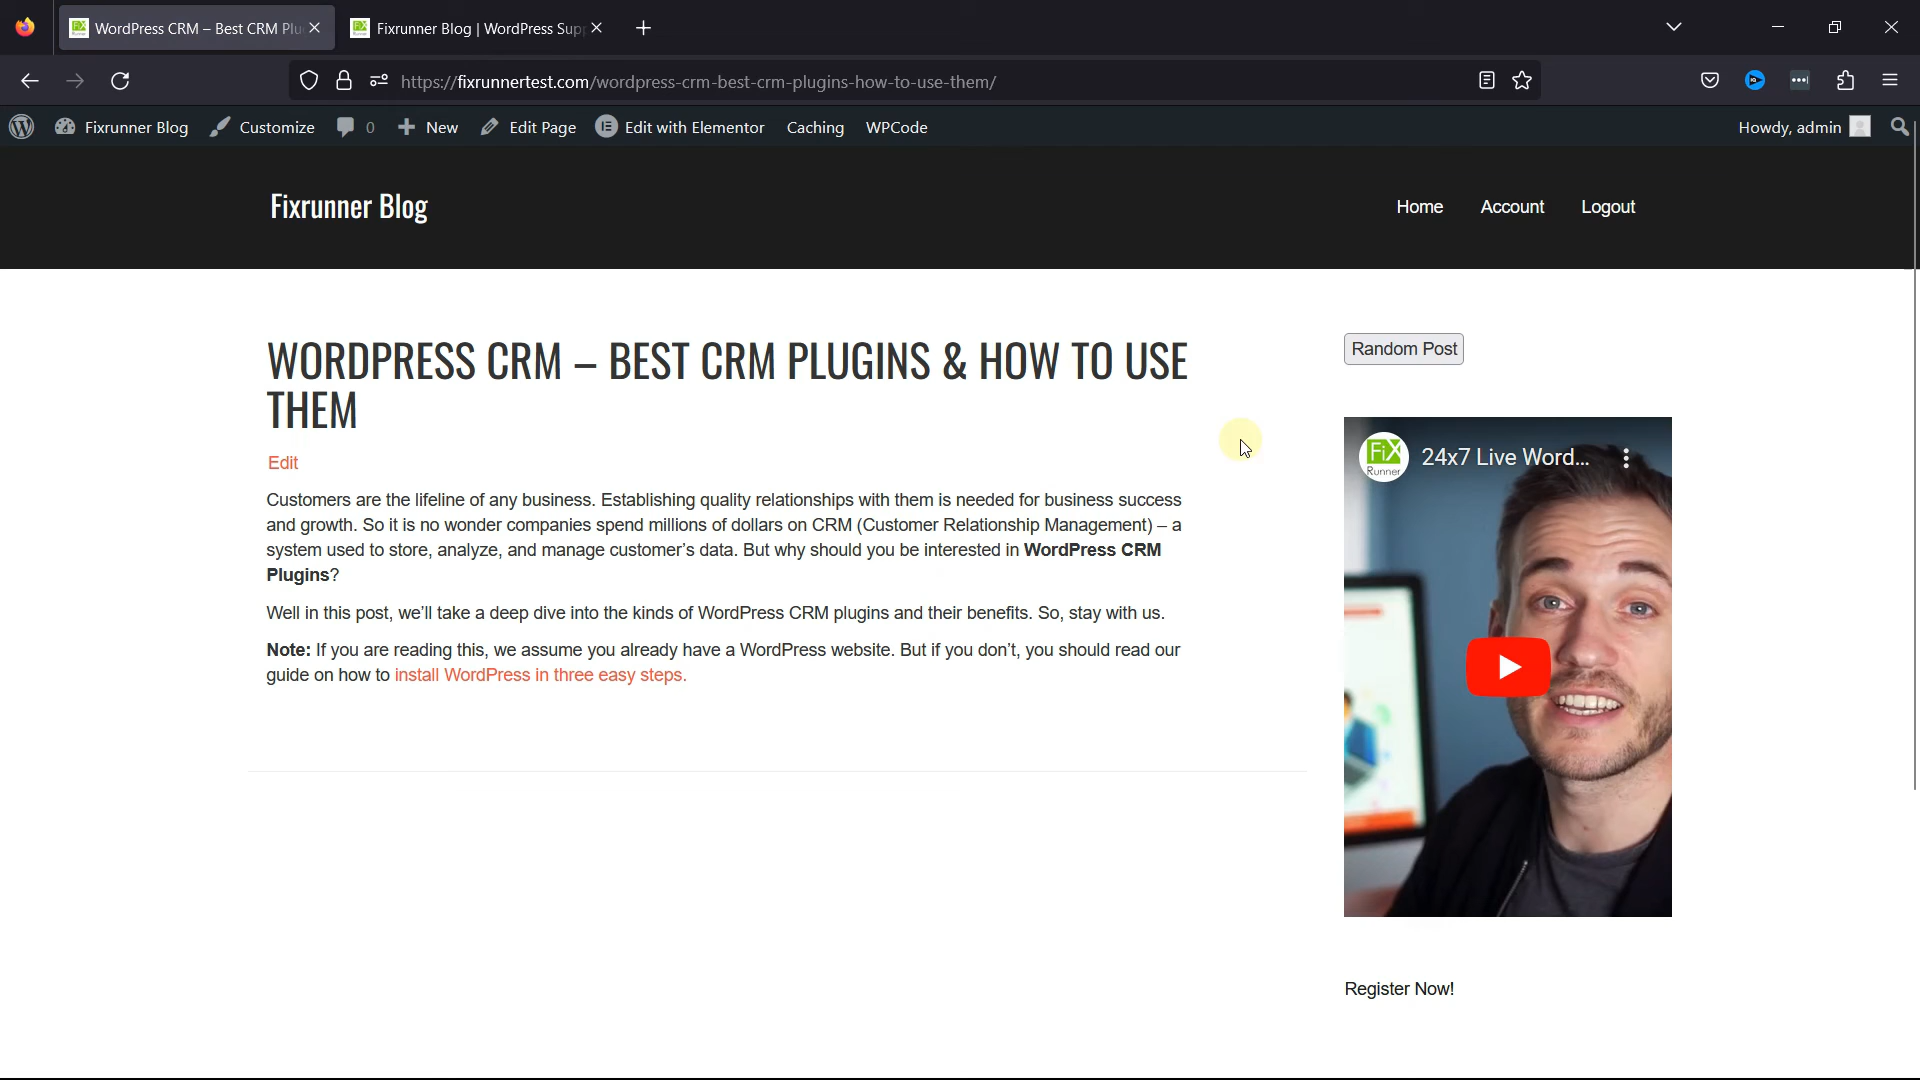 WordPress CRM – Best CRM Plu
Fixrunner Blog | WordPress Supp
https://fixrunnertest.com/wordpress-crm-best-crm-plugins-how-to-use-them/
Fixrunner Blog
Customize
0
New
Edit Page
Edit with Elementor
Caching
WPCode
Howdy, admin
Fixrunner Blog
Home
Account
Logout
WORDPRESS CRM – BEST CRM PLUGINS & HOW TO USE
THEM
Edit
Customers are the lifeline of any business. Establishing quality relationships with them is needed for business success
and growth. So it is no wonder companies spend millions of dollars on CRM (Customer Relationship Management) – a
system used to store, analyze, and manage customer’s data. But why should you be interested in WordPress CRM
Plugins?
Well in this post, we’ll take a deep dive into the kinds of WordPress CRM plugins and their benefits. So, stay with us.
Note: If you are reading this, we assume you already have a WordPress website. But if you don’t, you should read our
guide on how to install WordPress in three easy steps.
Random Post
FiX
Runner
24x7 Live Word...
Register Now!